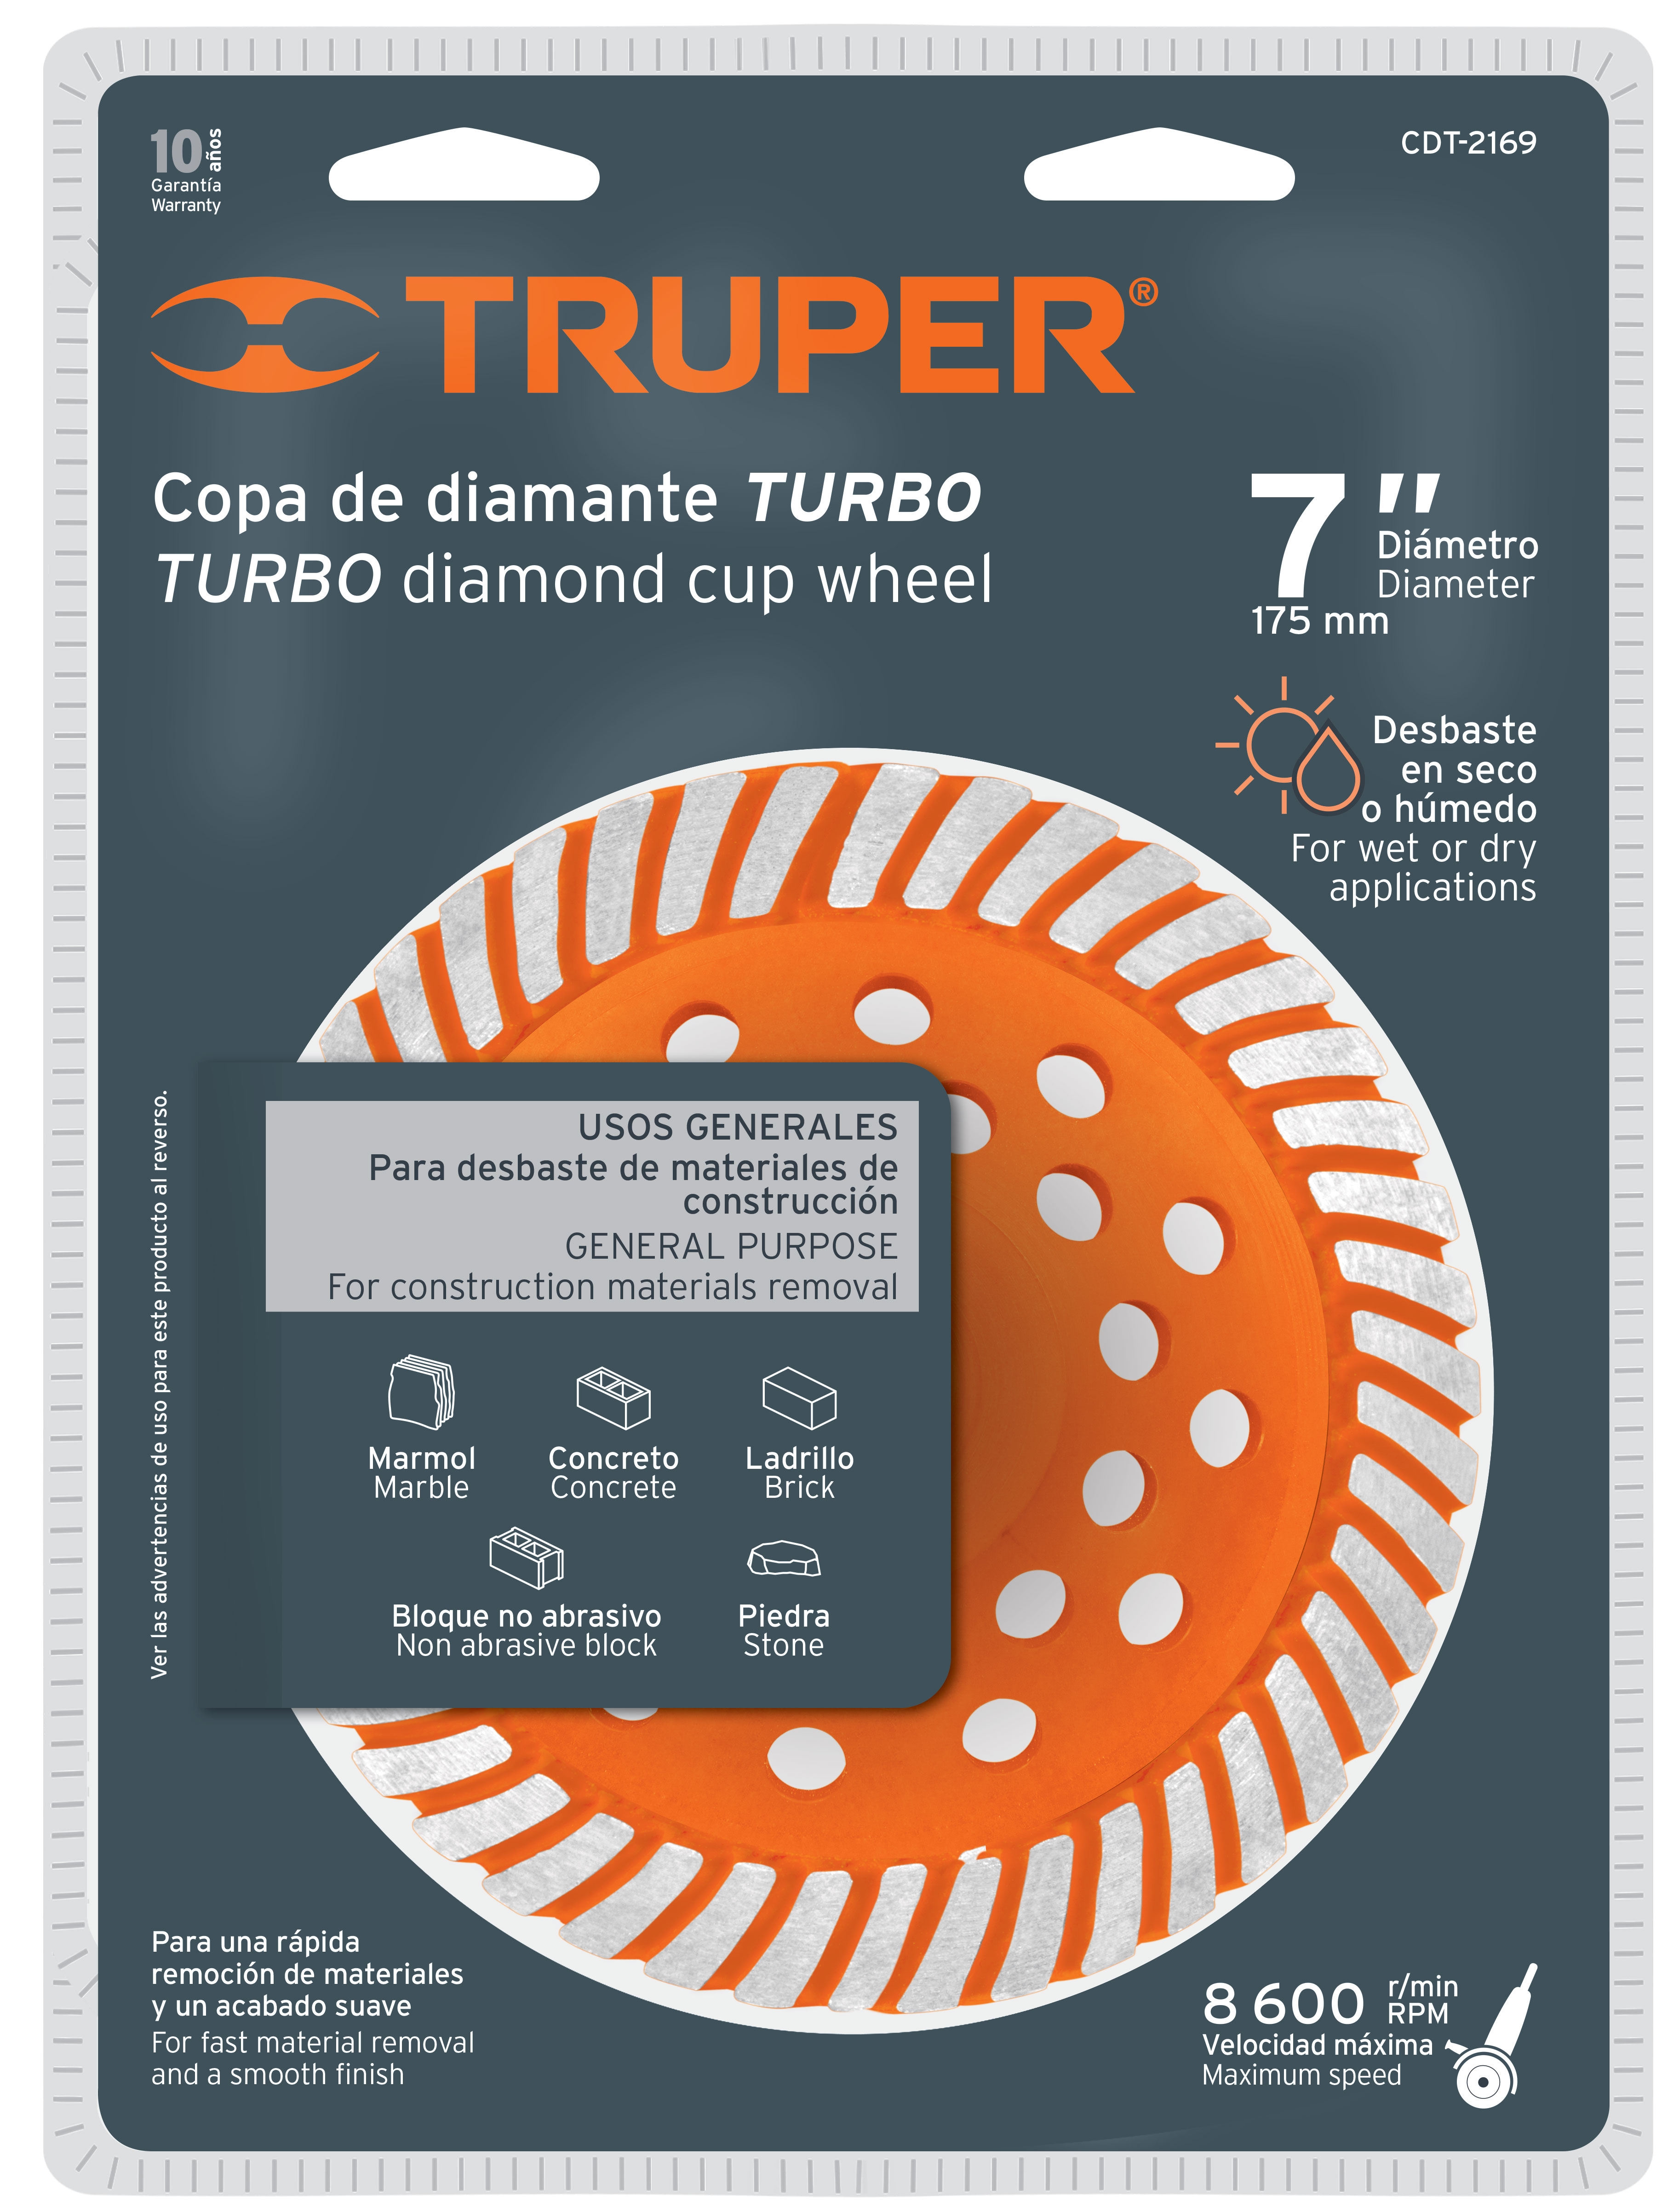 10 años
Garantía
Warranty
CDT-2169
TRUPER®
Copa de diamante TURBO
TURBO diamond cup wheel
7"
Diámetro
Diameter
175 mm
Desbaste
en seco
o húmedo
For wet or dry
applications
Ver las advertencias de uso para este producto al reverso.
USOS GENERALES
Para desbaste de materiales de
construcción
GENERAL PURPOSE
For construction materials removal
Marmol
Marble
Concreto
Concrete
Ladrillo
Brick
Bloque no abrasivo
Non abrasive block
Piedra
Stone
Para una rápida
remoción de materiales
y un acabado suave
For fast material removal
and a smooth finish
8 600 r/min
RPM
Velocidad máxima
Maximum speed